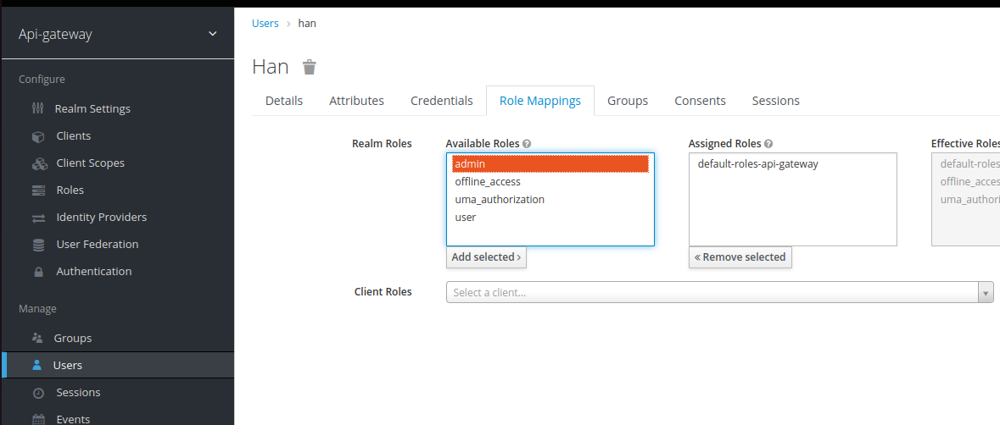 Api-gateway
Configure
Realm Settings
Clients
Client Scopes
Roles
Identity Providers
User Federation
Authentication
Manage
Groups
Users
Sessions
Events
Users › han
Han
Details Attributes Credentials Role Mappings Groups Consents Sessions
Realm Roles
Available Roles ?
admin
offline_access
uma_authorization
user
Add selected ›
Assigned Roles ?
default-roles-api-gateway
« Remove selected
Effective Roles
default-roles
offline_acces
uma_authori
Client Roles
Select a client...